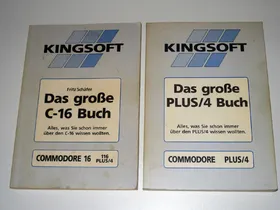 KINGSOFT
Fritz Schäfer
Das große
C-16 Buch
Alles, was Sie schon immer
über den C-16 wissen wollten.
COMMODORE 16
116
PLUS/4
KINGSOFT
Das große
PLUS/4 Buch
Alles, was Sie schon immer
über den PLUS/4 wissen wollten.
COMMODORE PLUS/4